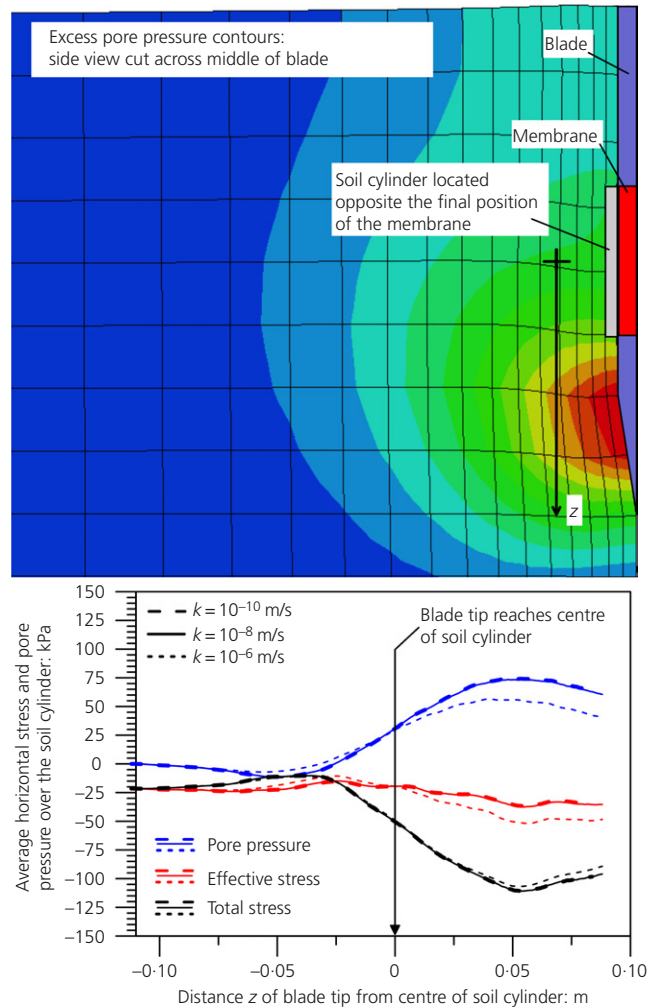 Excess pore pressure contours:
side view cut across middle of blade
Blade
Membrane
Soil cylinder located
opposite the final position
of the membrane
z
150
125
100
75
50
25
0
−25
−50
−75
−100
−125
−150
Average horizontal stress and pore
pressure over the soil cylinder: kPa
k = 10⁻¹⁰ m/s
k = 10⁻⁸ m/s
k = 10⁻⁶ m/s
Blade tip reaches centre
of soil cylinder
Pore pressure
Effective stress
Total stress
−0·10
−0·05
0
0·05
0·10
Distance z of blade tip from centre of soil cylinder: m